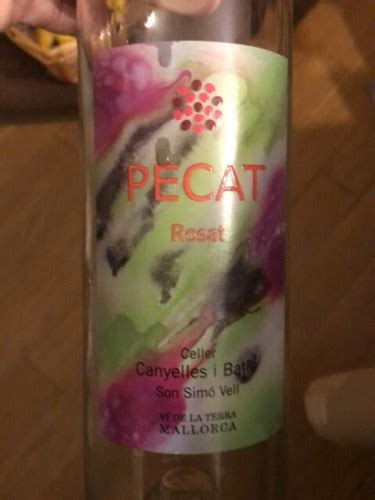 PECAT
Rosat
Celler
Canyelles i Batle
Son Simó Vell
VI DE LA TERRA
MALLORCA